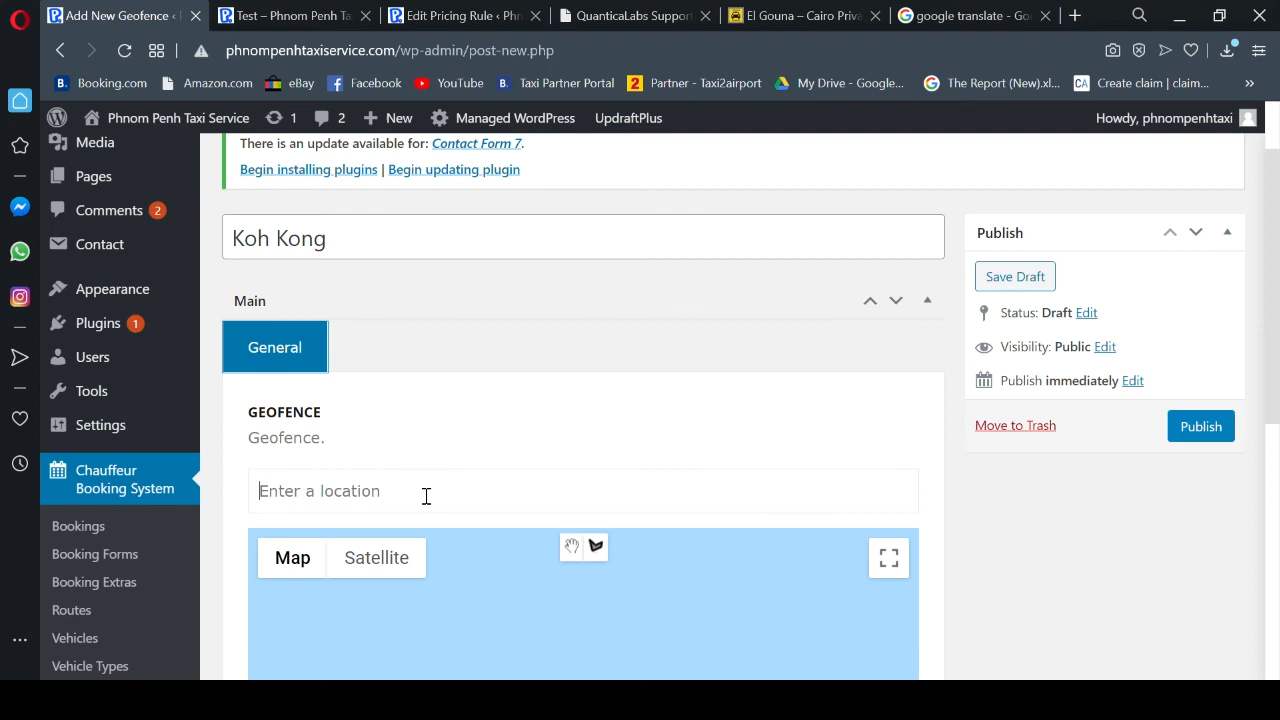 Add New Geofence ‹
Test – Phnom Penh Ta
Edit Pricing Rule ‹ Ph
QuanticaLabs Suppor
El Gouna – Cairo Priva
google translate - Go
phnompenhtaxiservice.com/wp-admin/post-new.php
Booking.com
Amazon.com
eBay
Facebook
YouTube
Taxi Partner Portal
Partner - Taxi2airport
My Drive - Google...
The Report (New).xl...
Create claim | claim...
Phnom Penh Taxi Service
1
2
New
Managed WordPress
UpdraftPlus
Howdy, phnompenhtaxi
Media
Pages
Comments 2
Contact
Appearance
Plugins 1
Users
Tools
Settings
Chauffeur
Booking System
Bookings
Booking Forms
Booking Extras
Routes
Vehicles
Vehicle Types
There is an update available for: Contact Form 7.
Begin installing plugins | Begin updating plugin
Koh Kong
Main
General
GEOFENCE
Geofence.
Enter a location
Map
Satellite
Publish
Save Draft
Status: Draft Edit
Visibility: Public Edit
Publish immediately Edit
Move to Trash
Publish